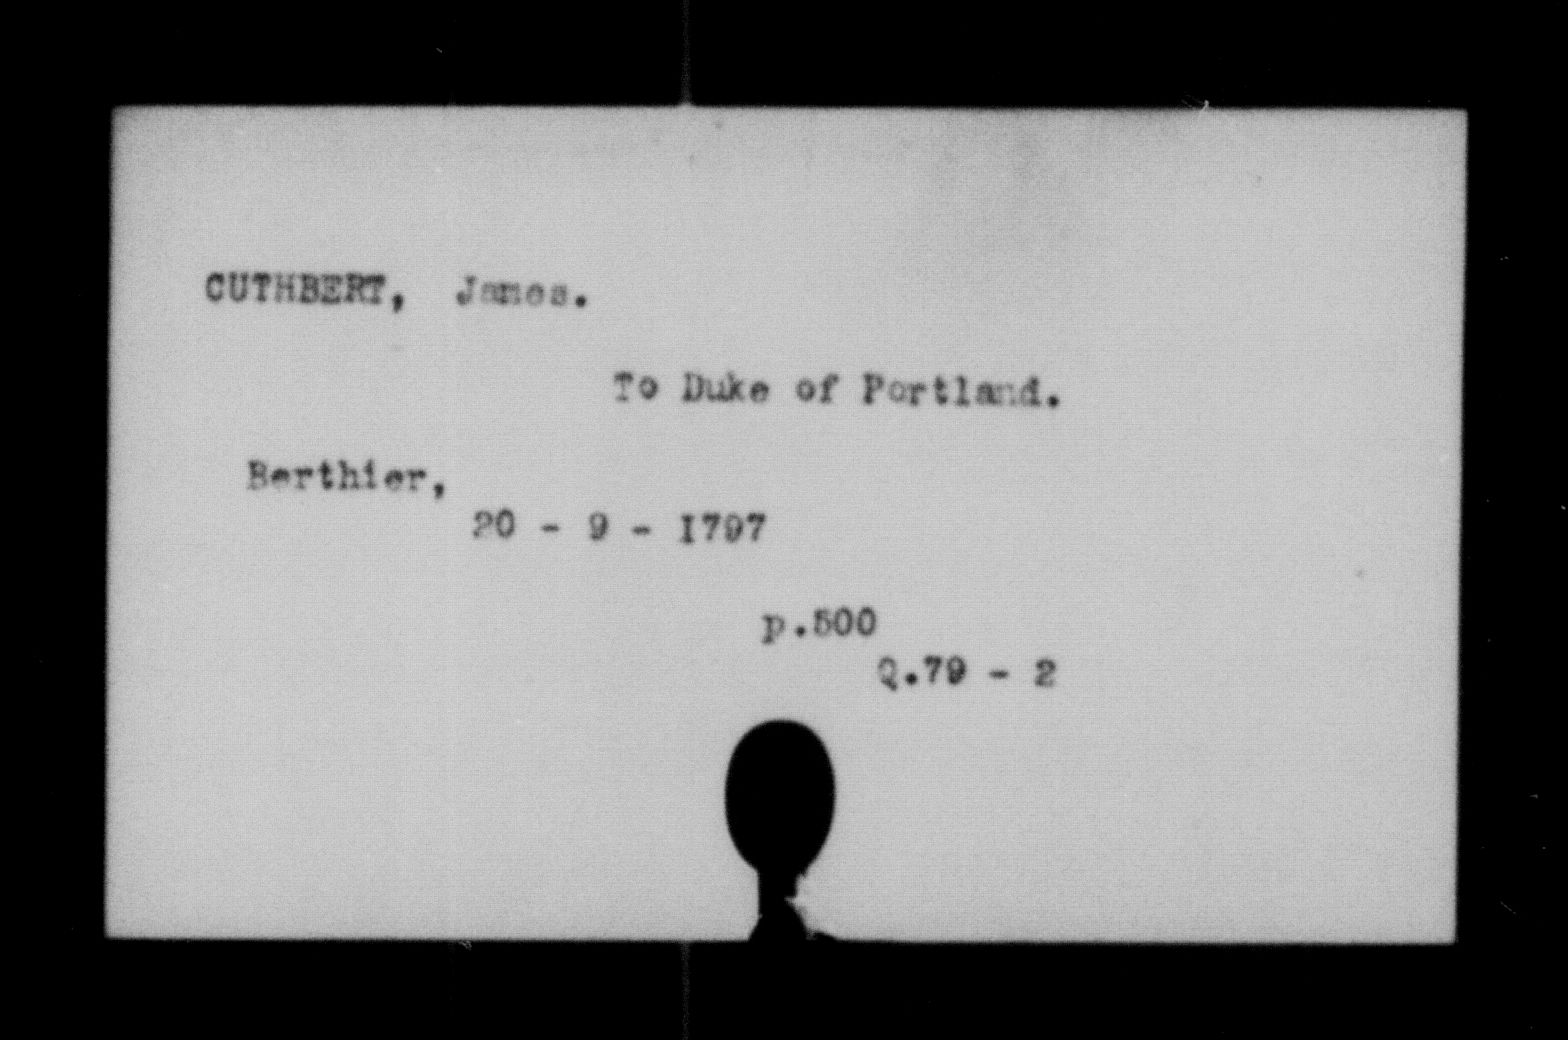 CUTHBERT, James.
To Duke of Portland.
Berthier,
20 - 9 - 1797
p.500
Q.79 - 2